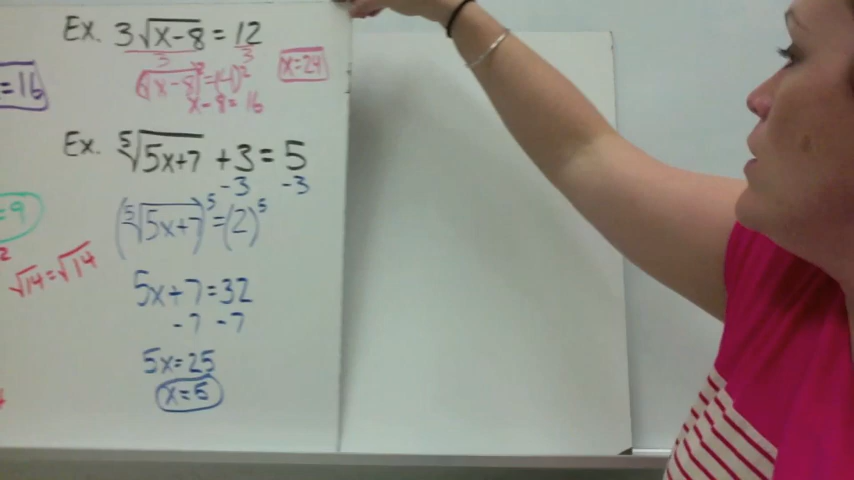 Ex. 3√(x-8) = 12
3 3
(√x-8)² = (4)²
x-8 = 16
x=24
=16
Ex. ⁵√(5x+7) + 3 = 5
-3 -3
(⁵√(5x+7))⁵ = (2)⁵
=9
2
√14 = √14
5x+7=32
-7 -7
5x=25
x=5